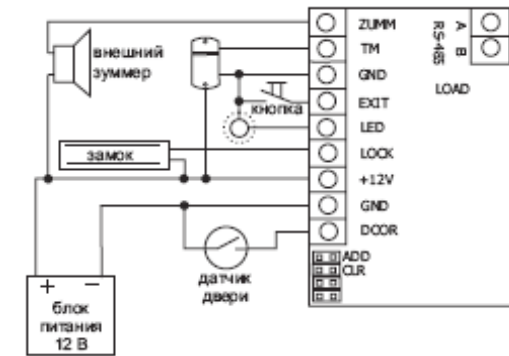 внешний
зуммер
кнопка
замок
датчик
двери
+ −
блок
питания
12 В
ZUMM
TM
GND
EXIT
LED
LOCK
+12V
GND
DOOR
ADD
CLR
A
B
RS-485
LOAD